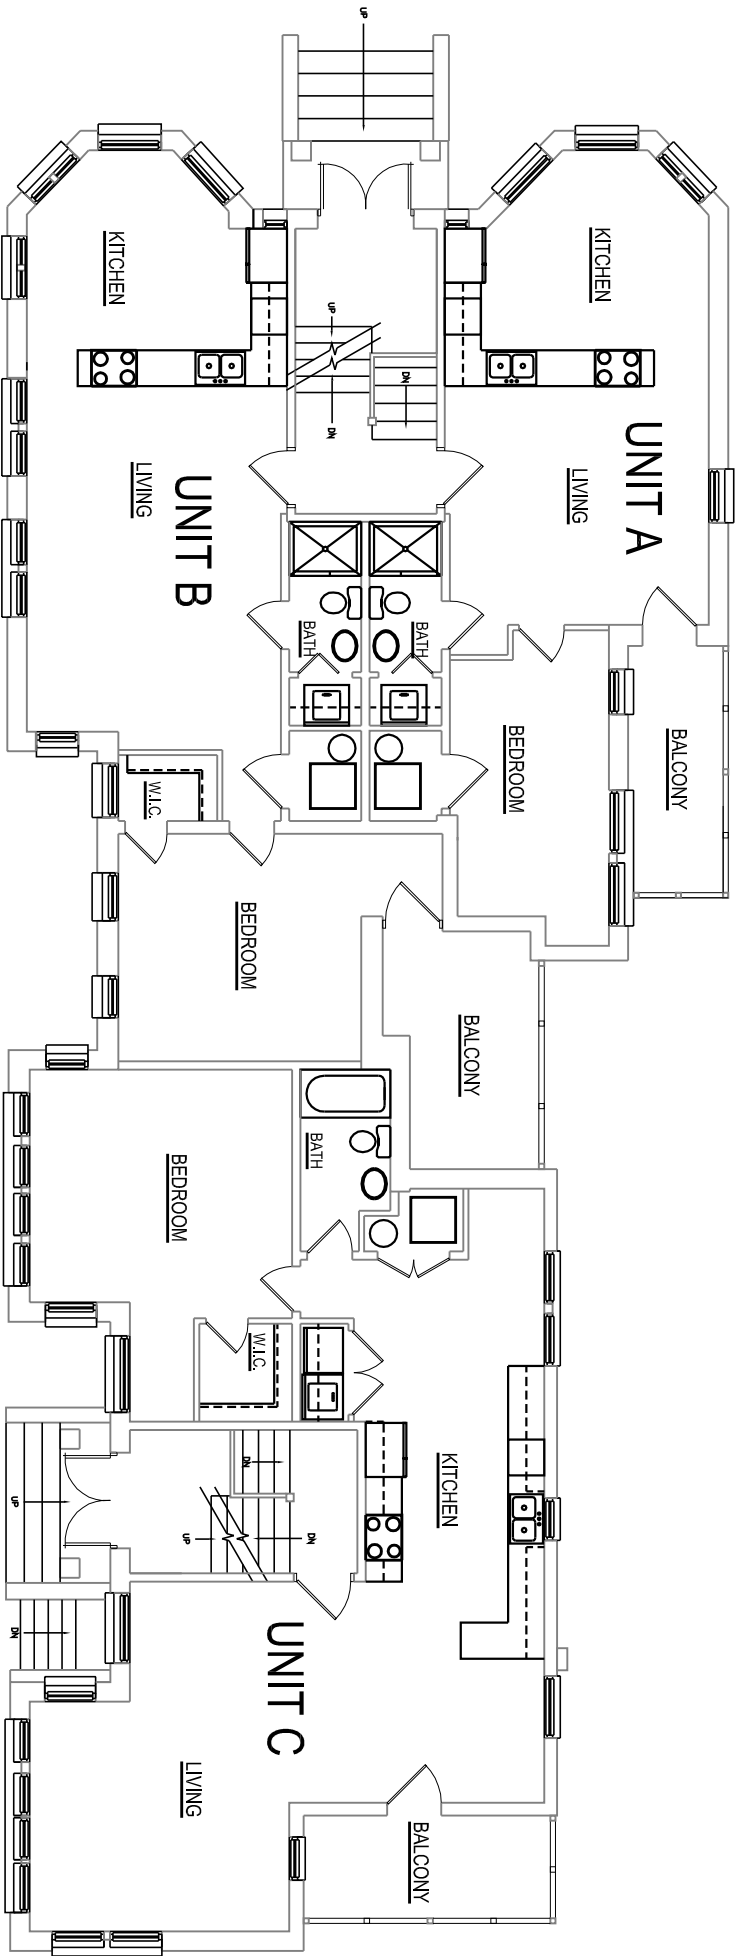 UP
KITCHEN
KITCHEN
UP
DN
DN
UNIT A
LIVING
LIVING
UNIT B
BATH
BATH
BEDROOM
BALCONY
W.I.C.
BEDROOM
BALCONY
BATH
BEDROOM
W.I.C.
KITCHEN
DN
UP
UP
DN
DN
UNIT C
LIVING
BALCONY